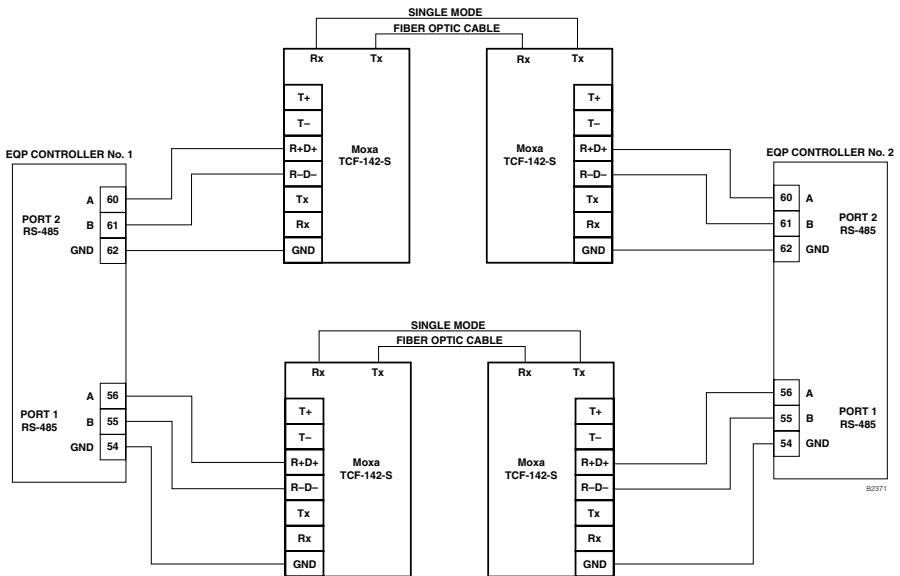 SINGLE MODE
FIBER OPTIC CABLE
Rx Tx
Rx Tx
T+
T–
R+D+
R–D–
Tx
Rx
GND
Moxa
TCF-142-S
T+
T–
R+D+
R–D–
Tx
Rx
GND
Moxa
TCF-142-S
EQP CONTROLLER No. 1
PORT 2
RS-485
A 60
B 61
GND 62
PORT 1
RS-485
A 56
B 55
GND 54
EQP CONTROLLER No. 2
60 A
61 B
62 GND
PORT 2
RS-485
56 A
55 B
54 GND
PORT 1
RS-485
B2371
SINGLE MODE
FIBER OPTIC CABLE
Rx Tx
Rx Tx
T+
T–
R+D+
R–D–
Tx
Rx
GND
Moxa
TCF-142-S
T+
T–
R+D+
R–D–
Tx
Rx
GND
Moxa
TCF-142-S